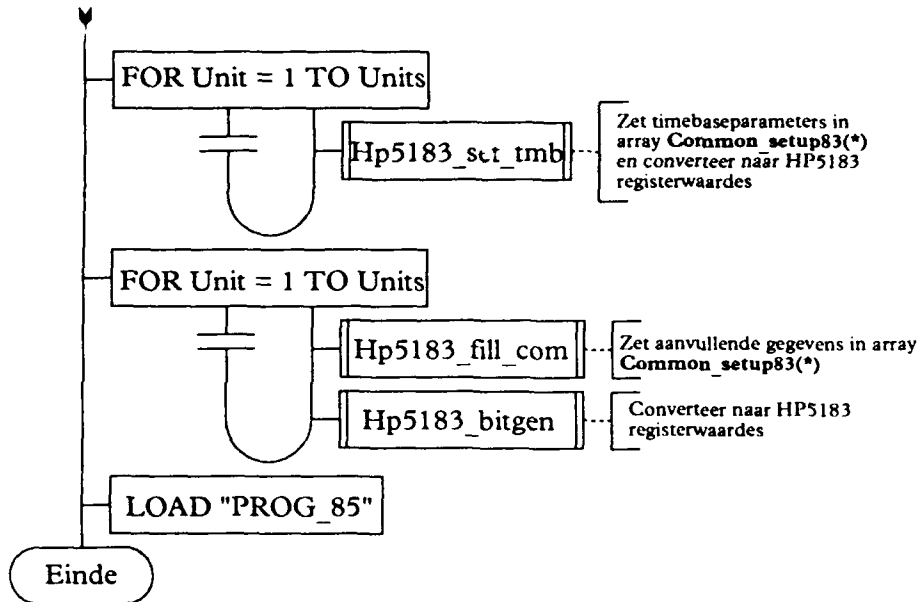 FOR Unit = 1 TO Units
Hp5183_set_tmb
Zet timebaseparameters in
array Common_setup83(*)
en converteer naar HP5183
registerwaardes
FOR Unit = 1 TO Units
Hp5183_fill_com
Zet aanvullende gegevens in array
Common_setup83(*)
Hp5183_bitgen
Converteer naar HP5183
registerwaardes
LOAD "PROG_85"
Einde